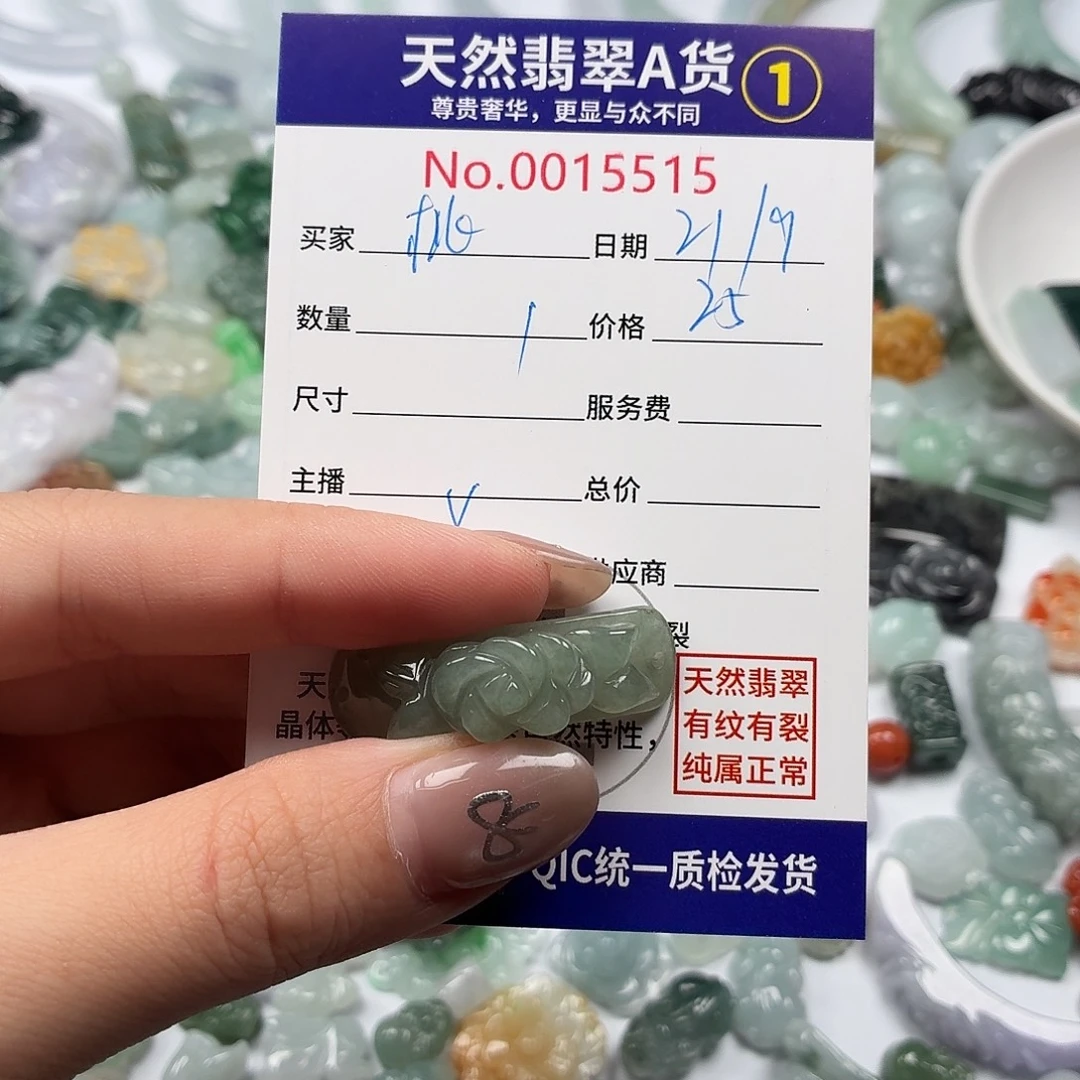 天然翡翠A货 1
尊贵奢华，更显与众不同
No.0015515
买家 日期 21/9
数量 1 价格 25
尺寸 服务费
主播 V 总价
应商
裂
天
晶体 然特性，
天然翡翠
有纹有裂
纯属正常
QIC统一质检发货